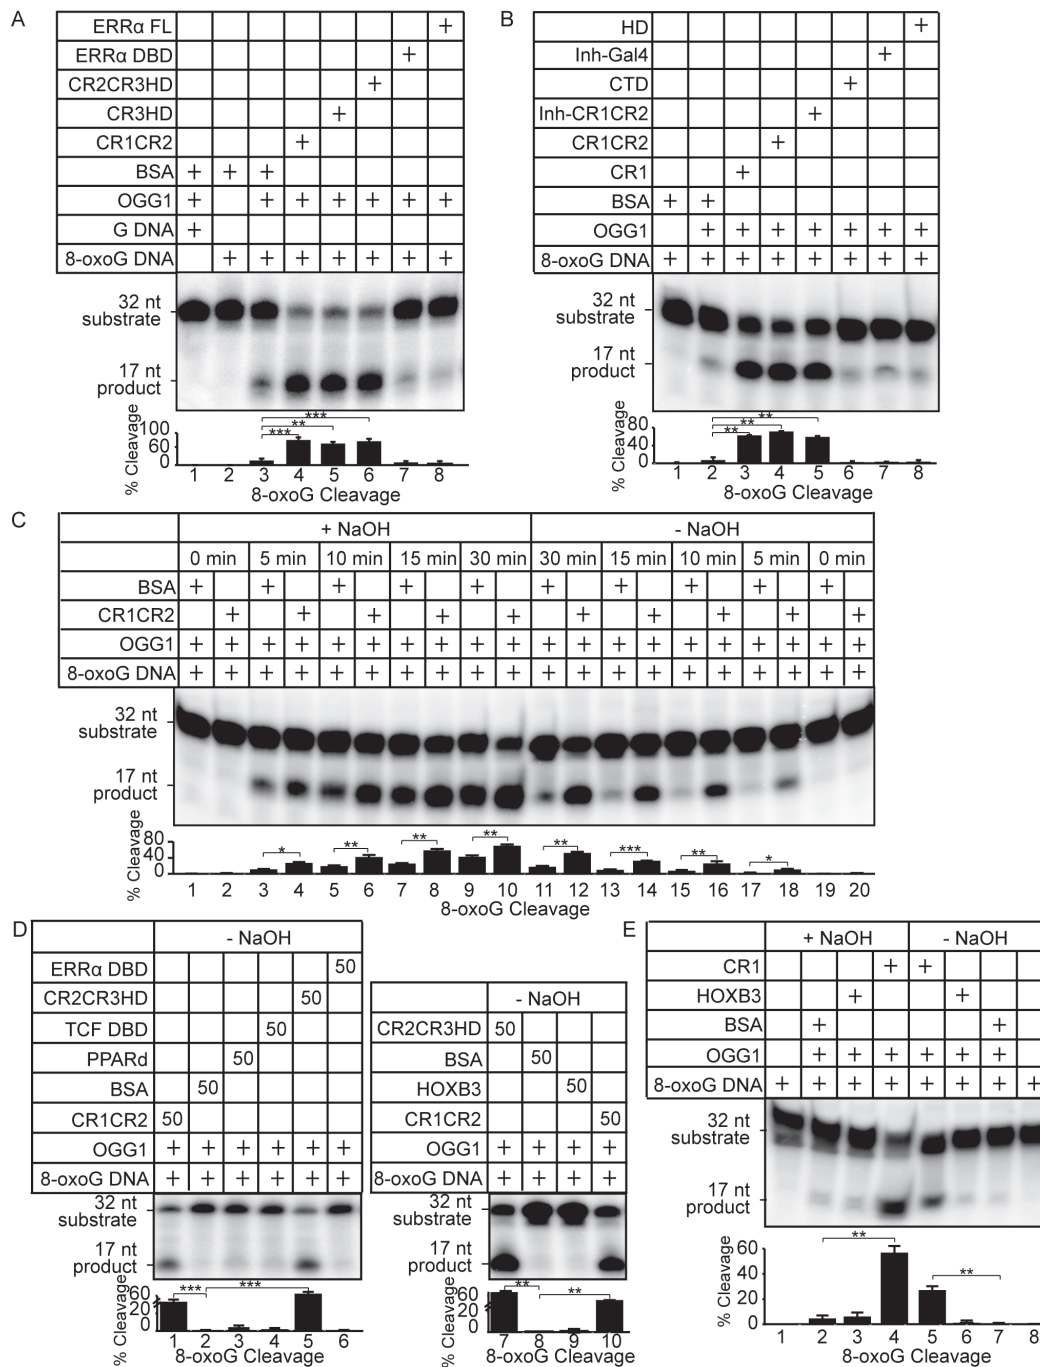 A
ERRα FL +
ERRα DBD +
CR2CR3HD +
CR3HD +
CR1CR2 +
BSA + + +
OGG1 + + + + + + +
G DNA +
8-oxoG DNA + + + + + + +
32 nt
substrate
17 nt
product
% Cleavage
100
60
0
*** ** ***
1 2 3 4 5 6 7 8
8-oxoG Cleavage
B
HD +
Inh-Gal4 +
CTD +
Inh-CR1CR2 +
CR1CR2 +
CR1 +
BSA + +
OGG1 + + + + + + +
8-oxoG DNA + + + + + + + +
32 nt
substrate
17 nt
product
% Cleavage
80
0
** ** **
1 2 3 4 5 6 7 8
8-oxoG Cleavage
C
+ NaOH - NaOH
0 min 5 min 10 min 15 min 30 min 30 min 15 min 10 min 5 min 0 min
BSA + + + + + + + + + +
CR1CR2 + + + + + + + + + +
OGG1 + + + + + + + + + + + + + + + + + + + +
8-oxoG DNA + + + + + + + + + + + + + + + + + + + +
32 nt
substrate
17 nt
product
% Cleavage
80
40
0
* ** ** ** ** *** ** *
1 2 3 4 5 6 7 8 9 10 11 12 13 14 15 16 17 18 19 20
8-oxoG Cleavage
D
- NaOH
ERRα DBD 50
CR2CR3HD 50
TCF DBD 50
PPARd 50
BSA 50
CR1CR2 50
OGG1 + + + + + +
8-oxoG DNA + + + + + +
32 nt
substrate
17 nt
product
% Cleavage
60
20
0
*** ***
1 2 3 4 5 6
8-oxoG Cleavage
- NaOH
CR2CR3HD 50
BSA 50
HOXB3 50
CR1CR2 50
OGG1 + + + +
8-oxoG DNA + + + +
32 nt
substrate
17 nt
product
% Cleavage
60
20
0
** **
7 8 9 10
8-oxoG Cleavage
E
+ NaOH - NaOH
CR1 + +
HOXB3 + +
BSA + +
OGG1 + + + + + +
8-oxoG DNA + + + + + + + +
32 nt
substrate
17 nt
product
% Cleavage
60
40
20
0
** **
1 2 3 4 5 6 7 8
8-oxoG Cleavage